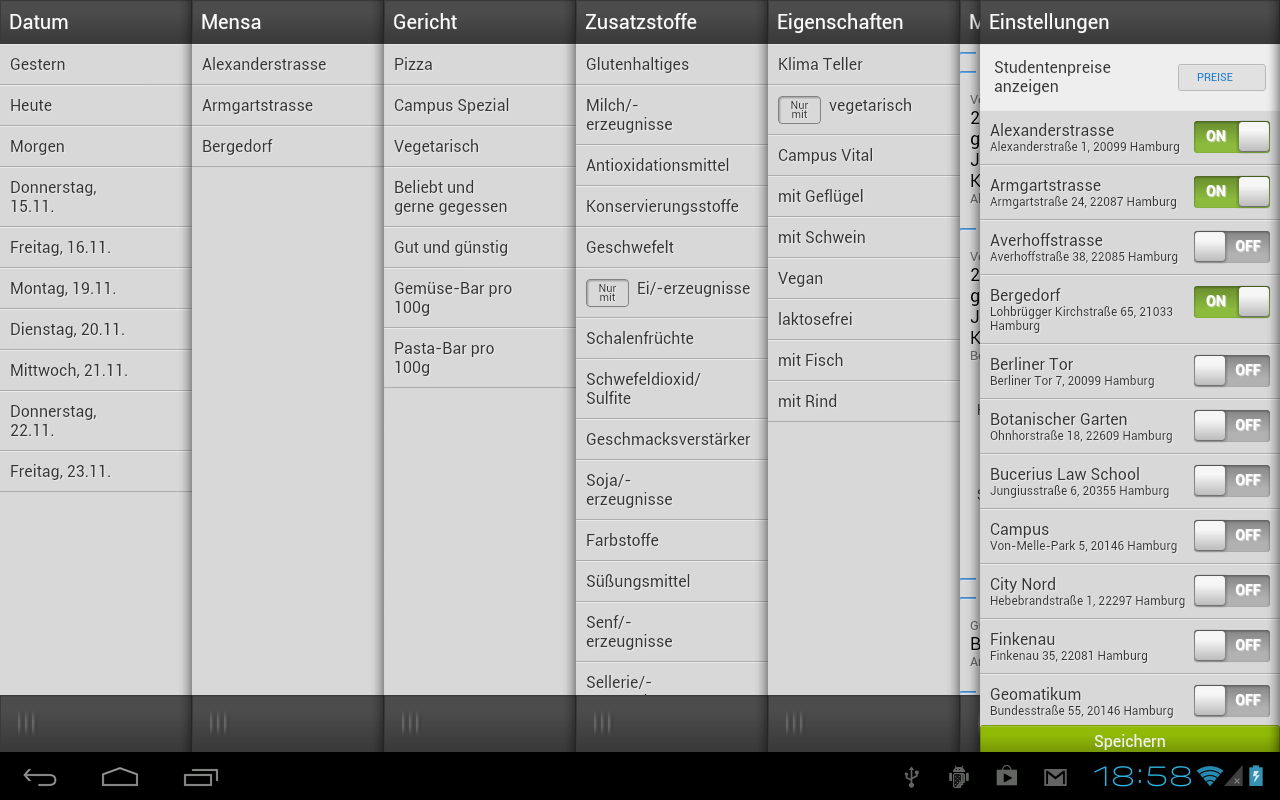 Datum
Gestern
Heute
Morgen
Donnerstag,
15.11.
Freitag, 16.11.
Montag, 19.11.
Dienstag, 20.11.
Mittwoch, 21.11.
Donnerstag,
22.11.
Freitag, 23.11.
Mensa
Alexanderstrasse
Armgartstrasse
Bergedorf
Gericht
Pizza
Campus Spezial
Vegetarisch
Beliebt und
gerne gegessen
Gut und günstig
Gemüse-Bar pro
100g
Pasta-Bar pro
100g
Zusatzstoffe
Glutenhaltiges
Milch/-
erzeugnisse
Antioxidationsmittel
Konservierungsstoffe
Geschwefelt
Nur
mit
Ei/-erzeugnisse
Schalenfrüchte
Schwefeldioxid/
Sulfite
Geschmacksverstärker
Soja/-
erzeugnisse
Farbstoffe
Süßungsmittel
Senf/-
erzeugnisse
Sellerie/-
Eigenschaften
Klima Teller
Nur
mit
vegetarisch
Campus Vital
mit Geflügel
mit Schwein
Vegan
laktosefrei
mit Fisch
mit Rind
Einstellungen
Studentenpreise
anzeigen
PREISE
Alexanderstrasse
Alexanderstrasse 1, 20099 Hamburg
ON
Armgartstrasse
Armgartstraße 24, 22087 Hamburg
ON
Averhoffstrasse
Averhoffstraße 38, 22085 Hamburg
OFF
Bergedorf
Lohbrügger Kirchstraße 65, 21033
Hamburg
ON
Berliner Tor
Berliner Tor 7, 20099 Hamburg
OFF
Botanischer Garten
Ohnhorststraße 18, 22609 Hamburg
OFF
Bucerius Law School
Jungiusstraße 6, 20355 Hamburg
OFF
Campus
Von-Melle-Park 5, 20146 Hamburg
OFF
City Nord
Hebebrandstraße 1, 22297 Hamburg
OFF
Finkenau
Finkenau 35, 22081 Hamburg
OFF
Geomatikum
Bundesstraße 55, 20146 Hamburg
OFF
Speichern
18:58